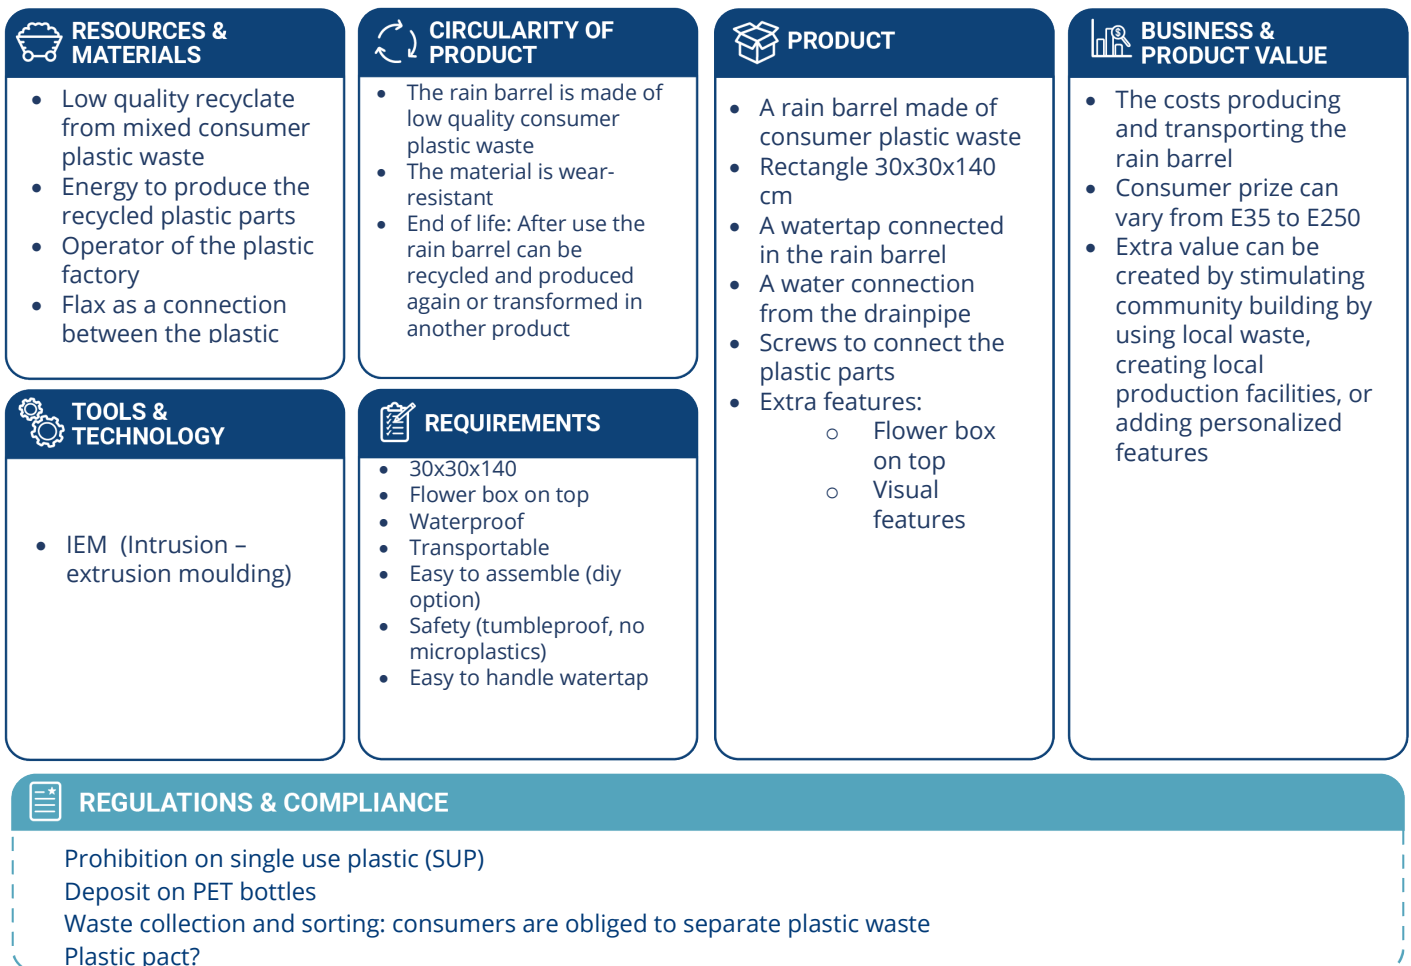 RESOURCES &
MATERIALS
• Low quality recyclate
from mixed consumer
plastic waste
• Energy to produce the
recycled plastic parts
• Operator of the plastic
factory
• Flax as a connection
between the plastic
CIRCULARITY OF
PRODUCT
• The rain barrel is made of
low quality consumer
plastic waste
• The material is wear-
resistant
• End of life: After use the
rain barrel can be
recycled and produced
again or transformed in
another product
PRODUCT
• A rain barrel made of
consumer plastic waste
• Rectangle 30x30x140
cm
• A watertap connected
in the rain barrel
• A water connection
from the drainpipe
• Screws to connect the
plastic parts
• Extra features:
○ Flower box
on top
○ Visual
features
BUSINESS &
PRODUCT VALUE
• The costs producing
and transporting the
rain barrel
• Consumer prize can
vary from E35 to E250
• Extra value can be
created by stimulating
community building by
using local waste,
creating local
production facilities, or
adding personalized
features
TOOLS &
TECHNOLOGY
• IEM (Intrusion –
extrusion moulding)
REQUIREMENTS
• 30x30x140
• Flower box on top
• Waterproof
• Transportable
• Easy to assemble (diy
option)
• Safety (tumbleproof, no
microplastics)
• Easy to handle watertap
REGULATIONS & COMPLIANCE
Prohibition on single use plastic (SUP)
Deposit on PET bottles
Waste collection and sorting: consumers are obliged to separate plastic waste
Plastic pact?